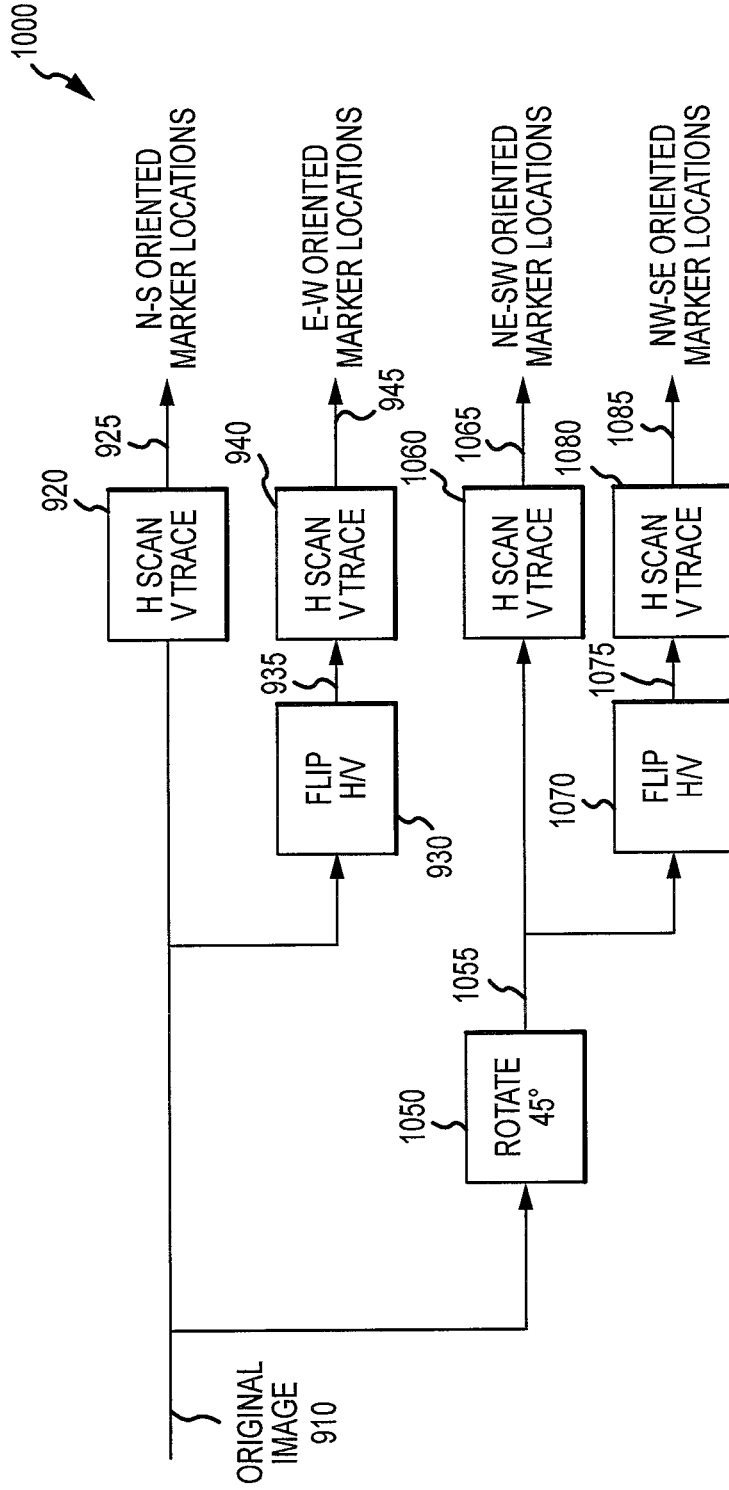 1000
ORIGINAL
IMAGE
910
920
H SCAN
V TRACE
925
N-S ORIENTED
MARKER LOCATIONS
FLIP
H/V
930
935
940
H SCAN
V TRACE
945
E-W ORIENTED
MARKER LOCATIONS
1050
ROTATE
45°
1055
1060
H SCAN
V TRACE
1065
NE-SW ORIENTED
MARKER LOCATIONS
1070
FLIP
H/V
1075
1080
H SCAN
V TRACE
1085
NW-SE ORIENTED
MARKER LOCATIONS